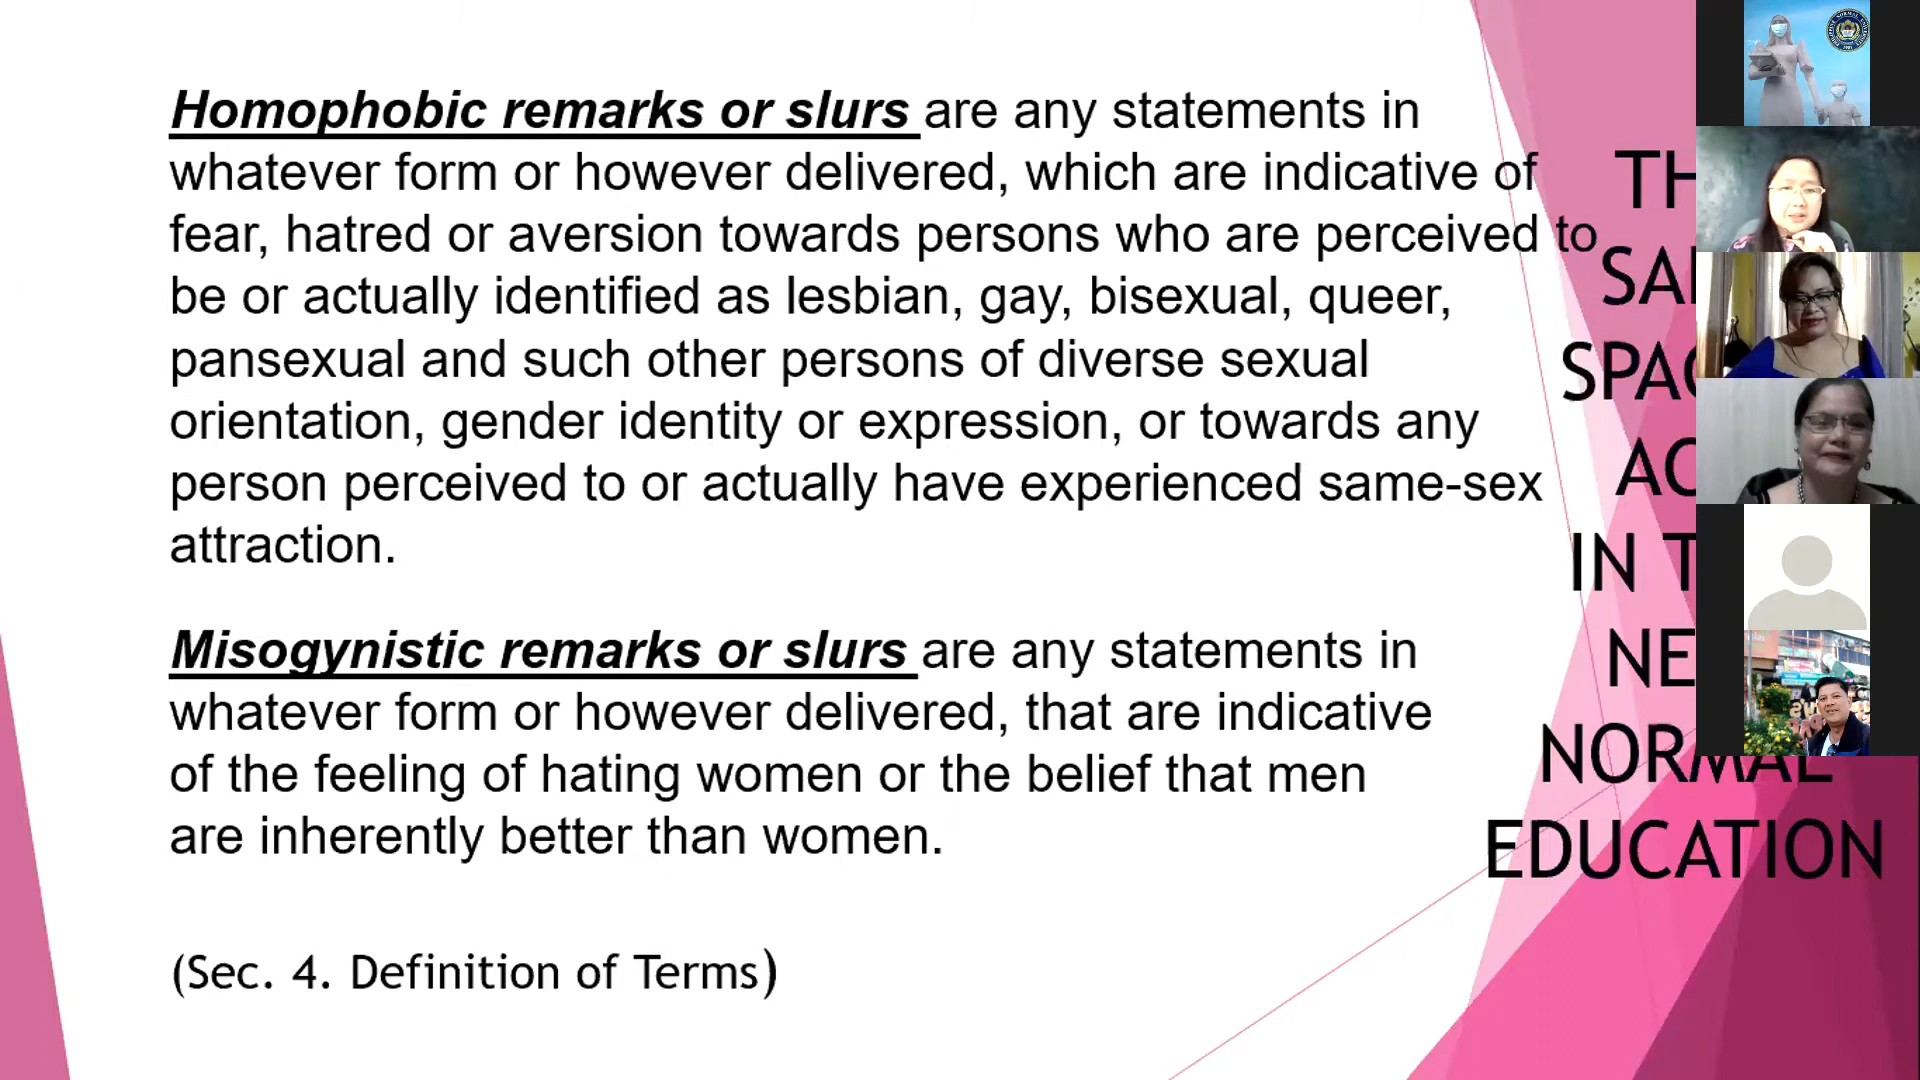 Homophobic remarks or slurs are any statements in
whatever form or however delivered, which are indicative of
fear, hatred or aversion towards persons who are perceived to
be or actually identified as lesbian, gay, bisexual, queer,
pansexual and such other persons of diverse sexual
orientation, gender identity or expression, or towards any
person perceived to or actually have experienced same-sex
attraction.
Misogynistic remarks or slurs are any statements in
whatever form or however delivered, that are indicative
of the feeling of hating women or the belief that men
are inherently better than women.
(Sec. 4. Definition of Terms)
IN
NORMAL
EDUCATION